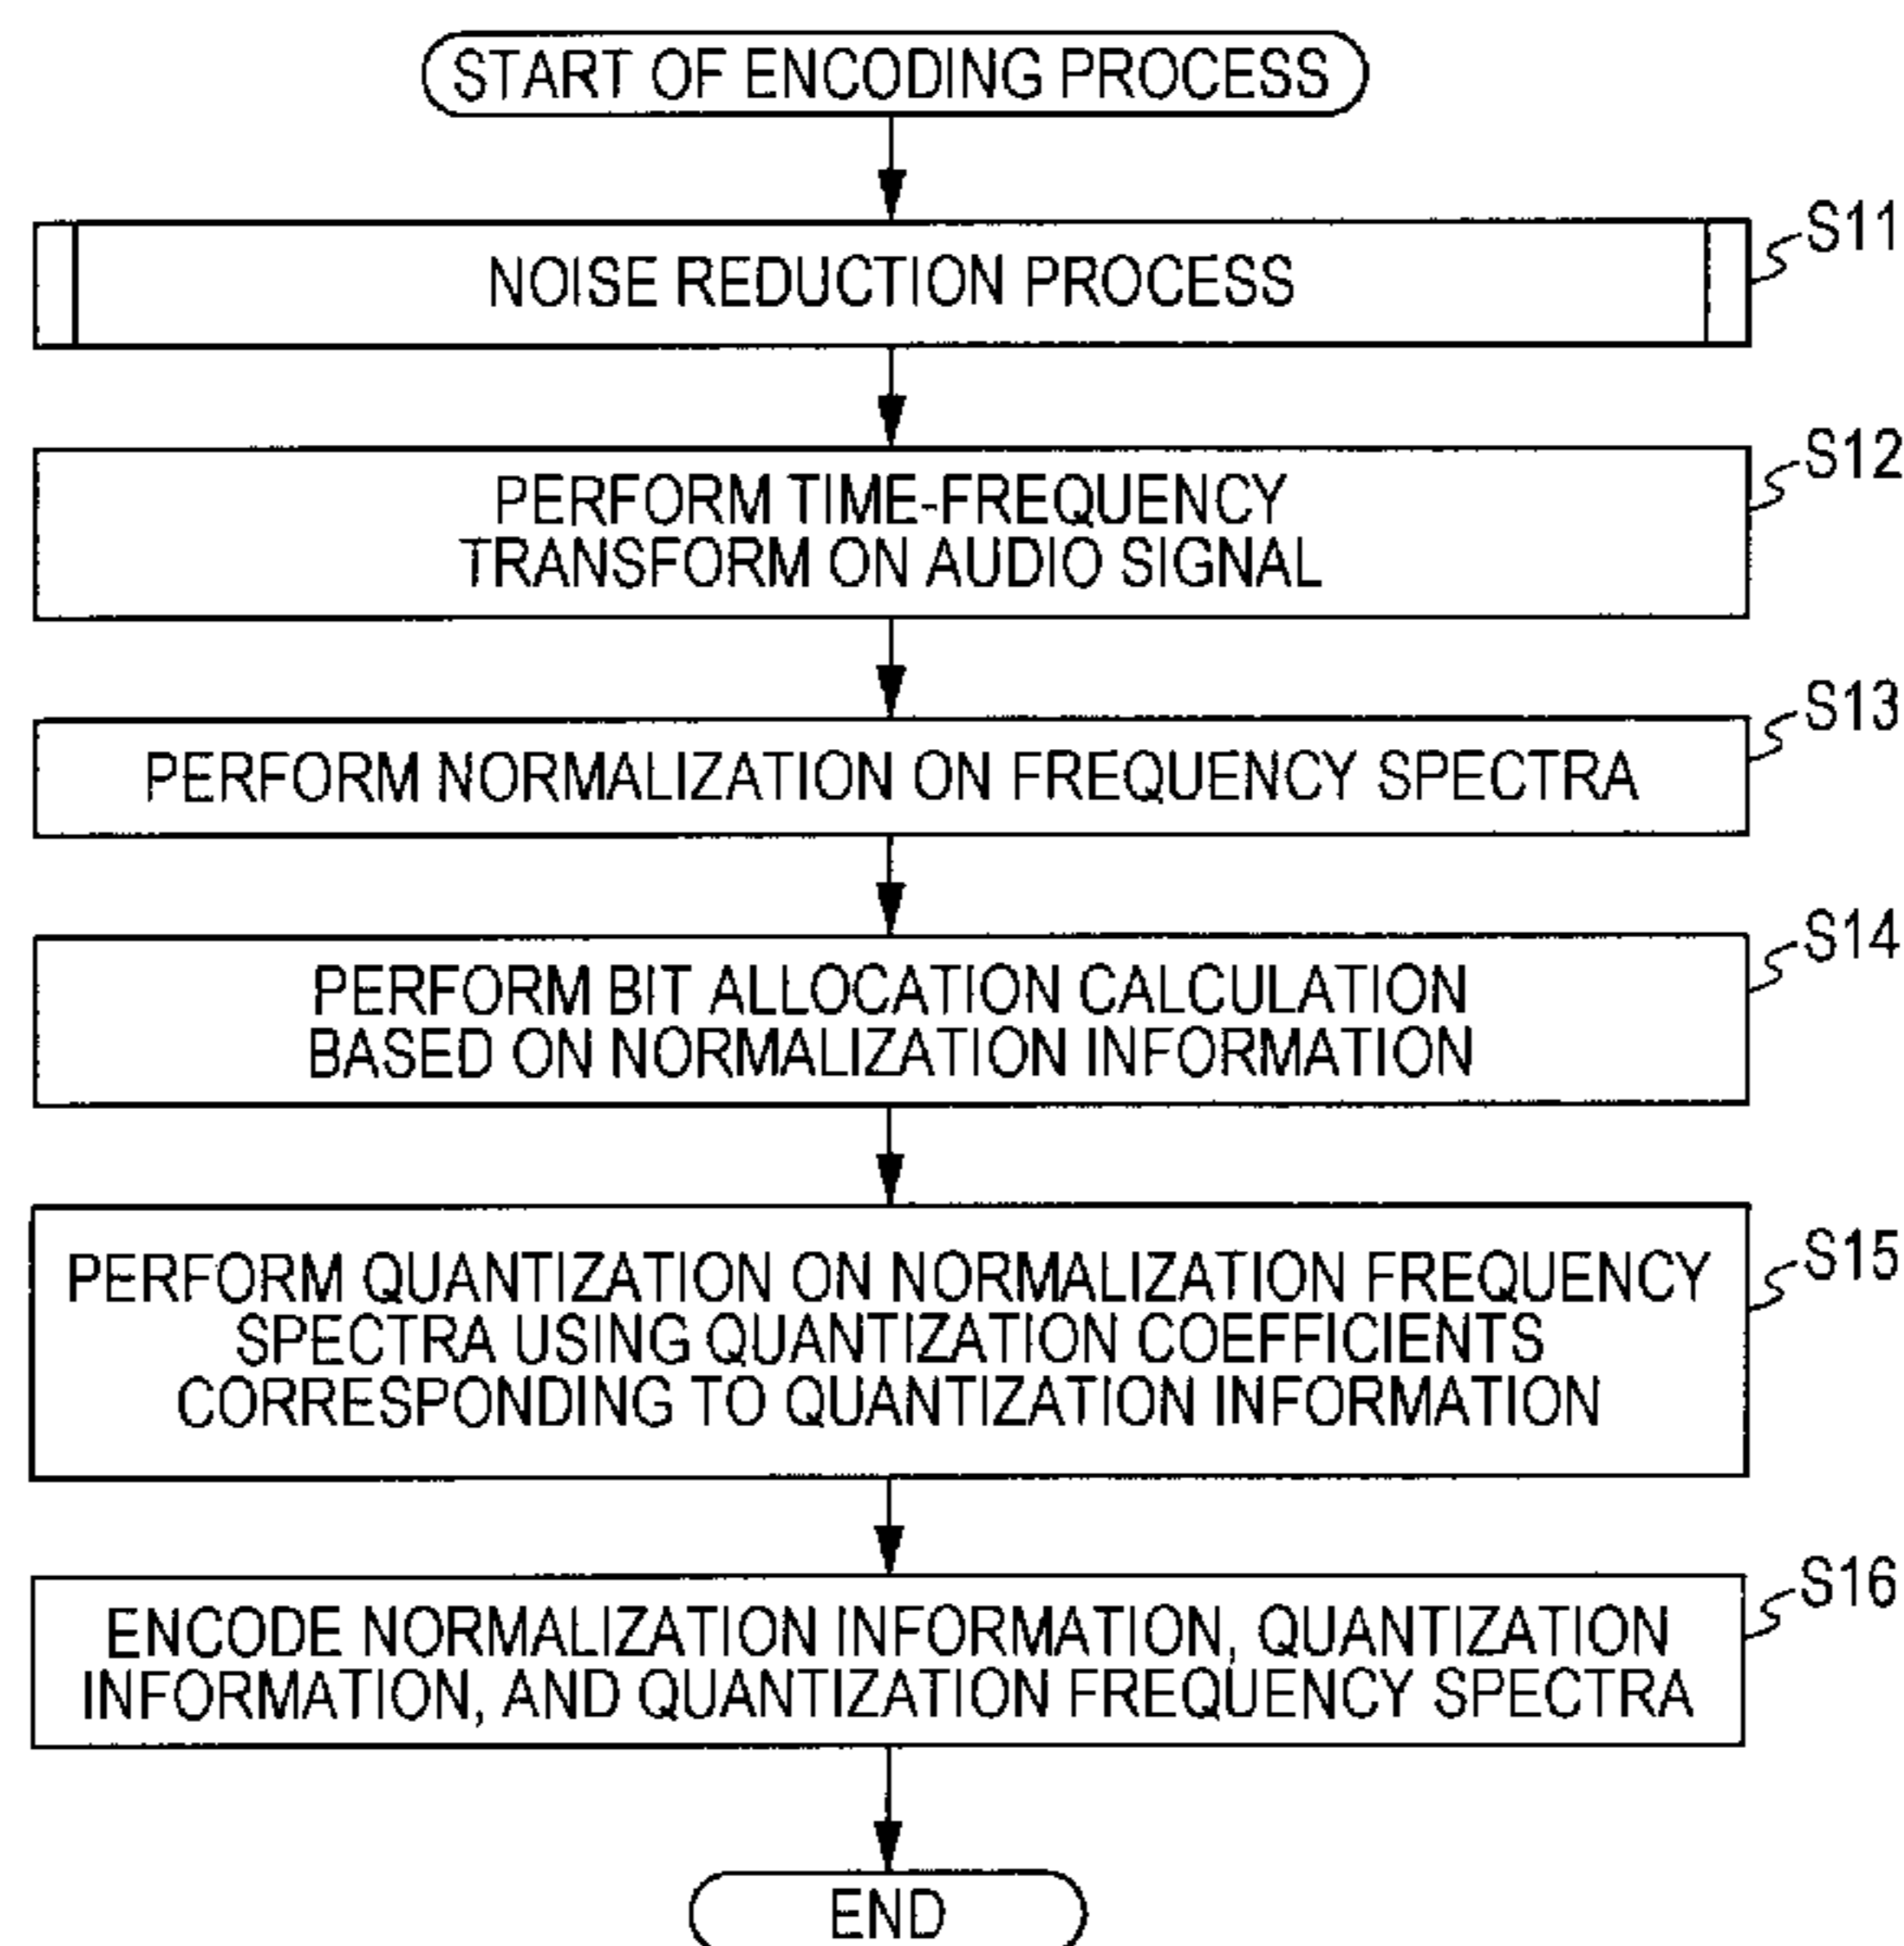 START OF ENCODING PROCESS
S11
NOISE REDUCTION PROCESS
S12
PERFORM TIME-FREQUENCY
TRANSFORM ON AUDIO SIGNAL
S13
PERFORM NORMALIZATION ON FREQUENCY SPECTRA
S14
PERFORM BIT ALLOCATION CALCULATION
BASED ON NORMALIZATION INFORMATION
S15
PERFORM QUANTIZATION ON NORMALIZATION FREQUENCY
SPECTRA USING QUANTIZATION COEFFICIENTS
CORRESPONDING TO QUANTIZATION INFORMATION
S16
ENCODE NORMALIZATION INFORMATION, QUANTIZATION
INFORMATION, AND QUANTIZATION FREQUENCY SPECTRA
END